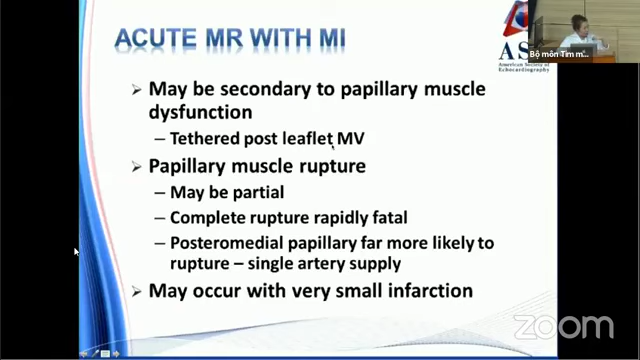 ACUTE MR WITH MI
AS
American Society of
Echocardiography
Bộ môn Tim m...
➢ May be secondary to papillary muscle
dysfunction
– Tethered post leaflet MV
➢ Papillary muscle rupture
– May be partial
– Complete rupture rapidly fatal
– Posteromedial papillary far more likely to
rupture – single artery supply
➢ May occur with very small infarction
zoom